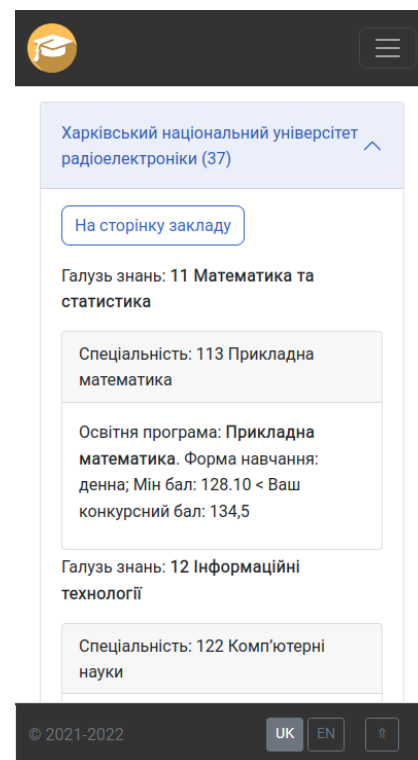 Харківський національний універсітет
радіоелектроніки (37)
На сторінку закладу
Галузь знань: 11 Математика та
статистика
Спеціальність: 113 Прикладна
математика
Освітня програма: Прикладна
математика. Форма навчання:
денна; Мін бал: 128.10 < Ваш
конкурсний бал: 134,5
Галузь знань: 12 Інформаційні
технології
Спеціальність: 122 Комп’ютерні
науки
© 2021-2022
UK EN ⇑